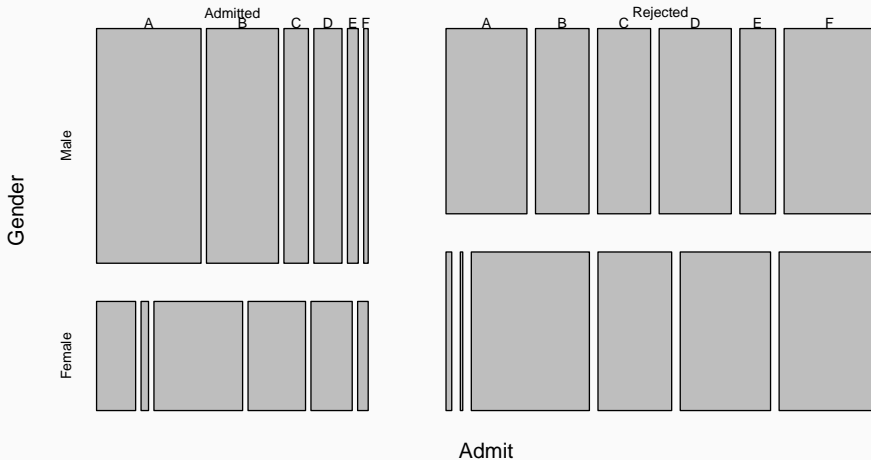 Admitted
Rejected
A B C D E F
A B C D E F
Male
Gender
Female
Admit